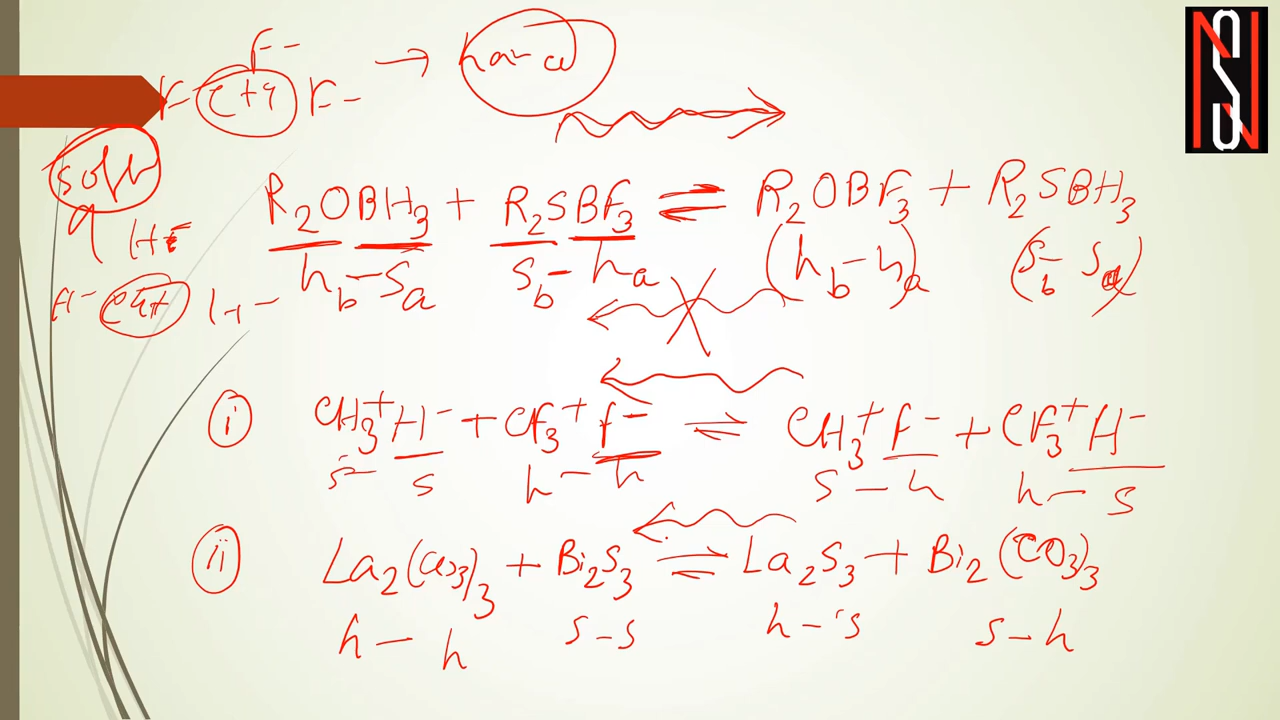 F-
F- C+4 F-
→ hard
soft
H-
H- C+4 H-
R₂OBH₃ + R₂SBF₃ ⇌ R₂OBF₃ + R₂SBH₃
h_b - s_a s_b - h_a (h_b - h_a) (s_b - s_a)
(i) CH₃⁺H⁻ + CF₃⁺F⁻ ⇌ CH₃⁺F⁻ + CF₃⁺H⁻
s - s h - h s - h h - s
(ii) La₂(CO₃)₃ + Bi₂S₃ ⇌ La₂S₃ + Bi₂(CO₃)₃
h - h s - s h - s s - h